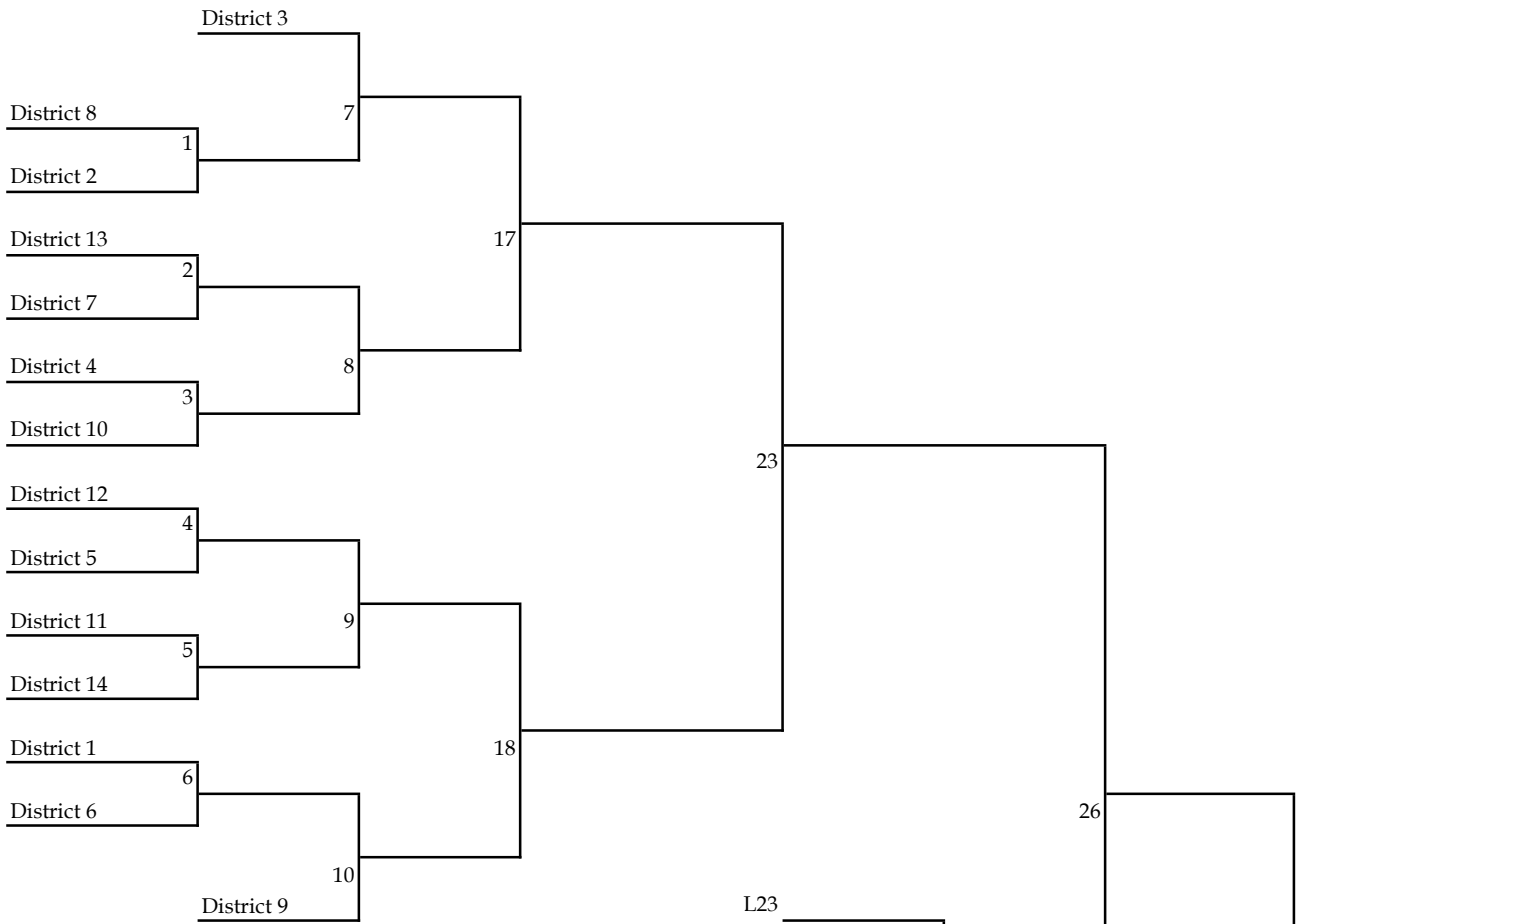 District 3
7
District 8
1
District 2
District 13
17
2
District 7
8
District 4
3
District 10
23
District 12
4
District 5
9
District 11
5
District 14
18
District 1
6
District 6
26
10
District 9
L23